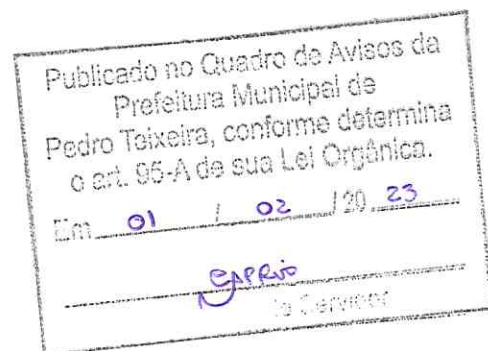 Publicado no Quadro de Avisos da
Prefeitura Municipal de
Pedro Teixeira, conforme determina
o art. 95-A de sua Lei Orgânica.
Em 01 / 02 / 20 23
Servidor